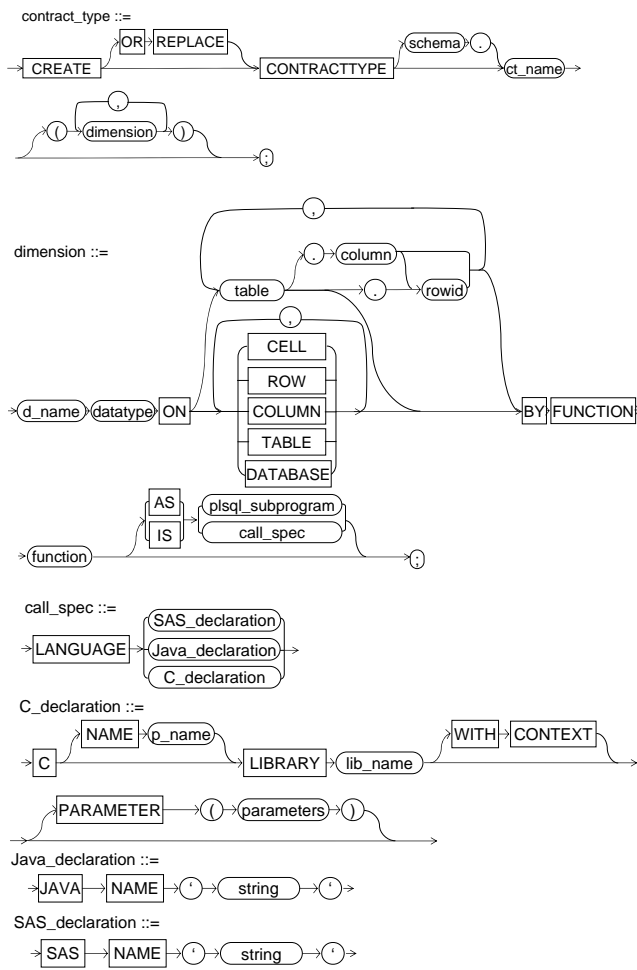 contract_type ::=
OR REPLACE schema .
CREATE CONTRACTTYPE ct_name
,
( dimension )
;
,
dimension ::=
. column
table . rowid
,
CELL
ROW
d_name datatype ON COLUMN BY FUNCTION
TABLE
DATABASE
AS plsql_subprogram
function IS call_spec ;
call_spec ::=
SAS_declaration
LANGUAGE Java_declaration
C_declaration
C_declaration ::=
NAME p_name WITH CONTEXT
C LIBRARY lib_name
PARAMETER ( parameters )
Java_declaration ::=
JAVA NAME ‘ string ‘
SAS_declaration ::=
SAS NAME ‘ string ‘